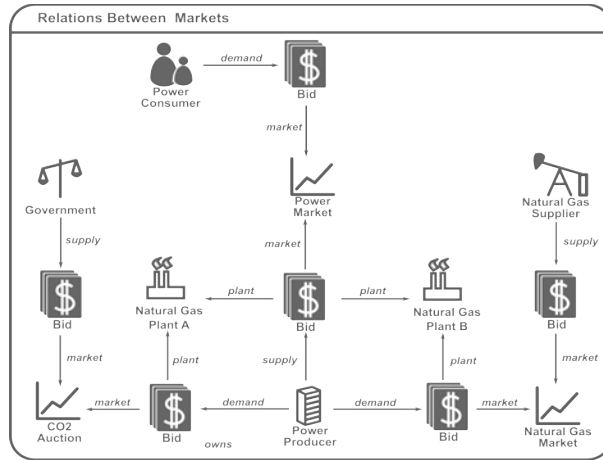 Relations Between Markets
demand
Power
Consumer
Bid
market
Government
Power
Market
Natural Gas
Supplier
supply
market
supply
Bid
plant
plant
Bid
Natural Gas
Plant A
Bid
Natural Gas
Plant B
market
plant
supply
plant
market
market
demand
demand
market
CO2
Auction
Bid
owns
Power
Producer
Bid
Natural Gas
Market